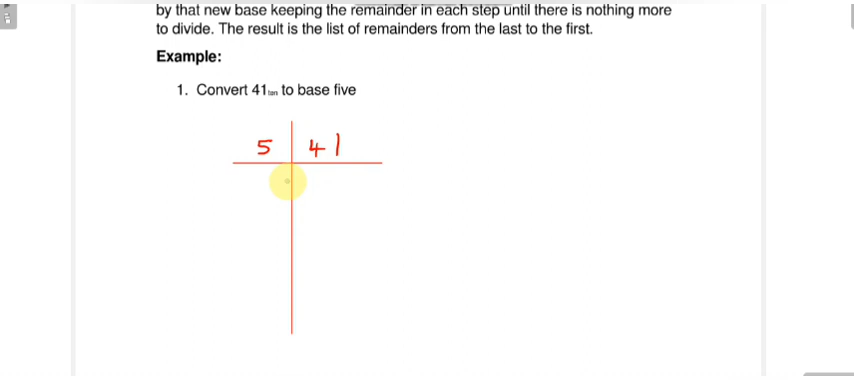 by that new base keeping the remainder in each step until there is nothing more
to divide. The result is the list of remainders from the last to the first.
Example:
1. Convert 41ten to base five
5 41